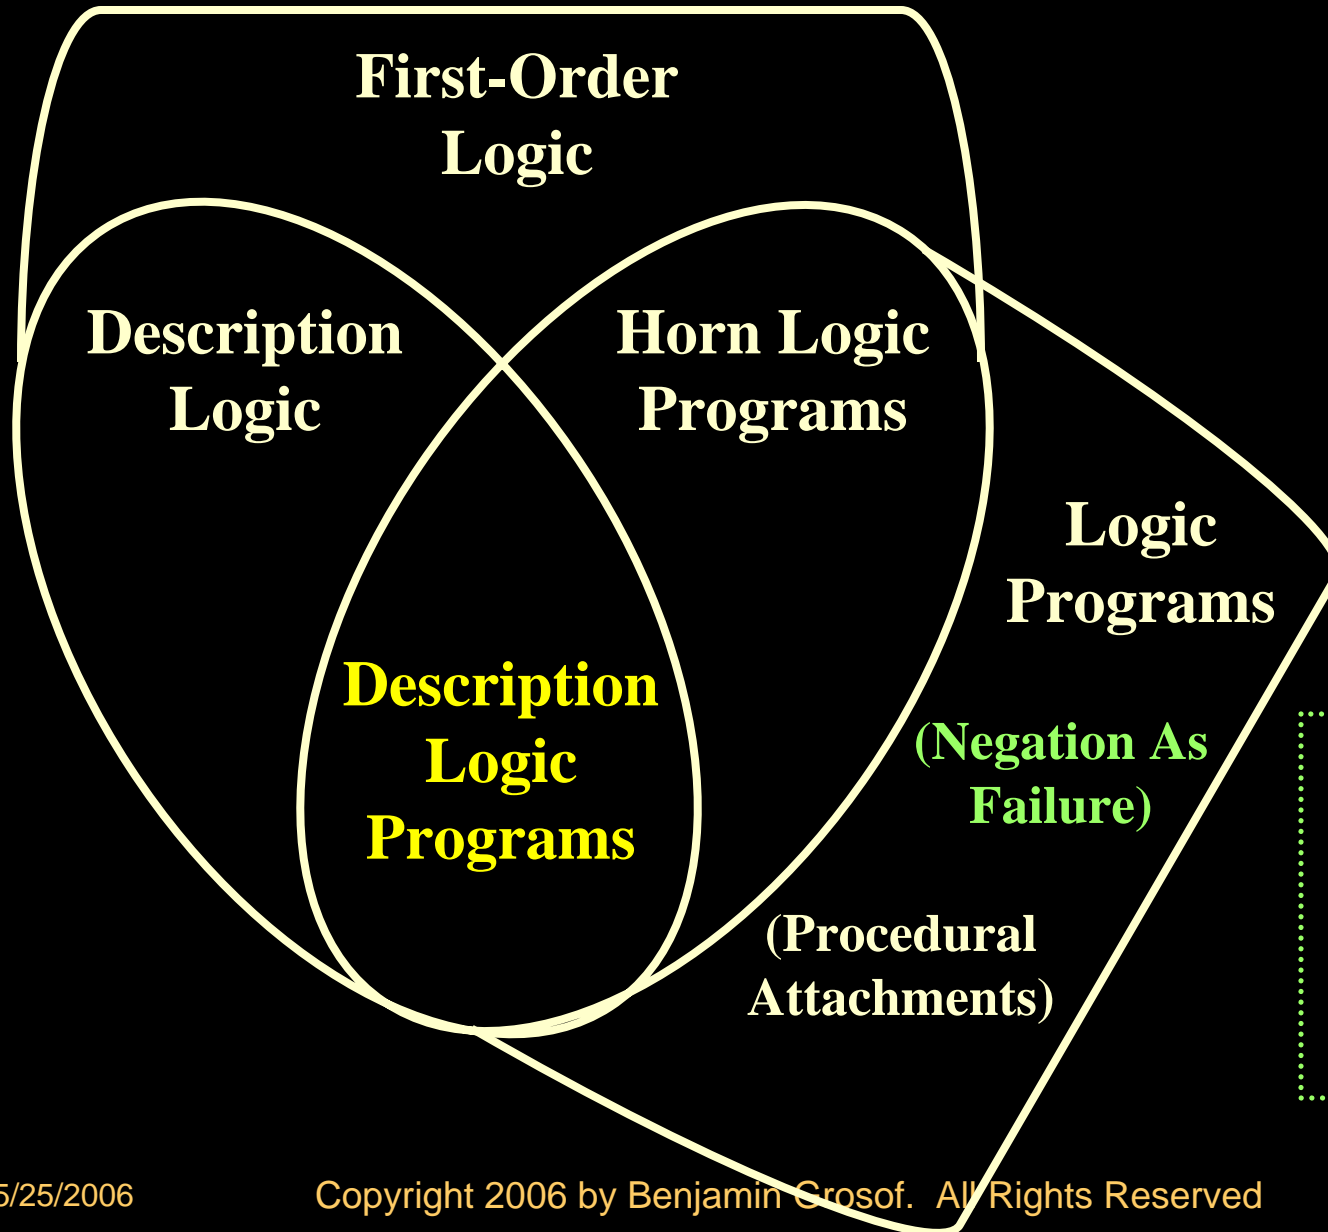 First-Order
Logic
Description
Logic
Horn Logic
Programs
Logic
Programs
Description
Logic
Programs
(Negation As
Failure)
(Procedural
Attachments)
5/25/2006
Copyright 2006 by Benjamin Grosof. All Rights Reserved